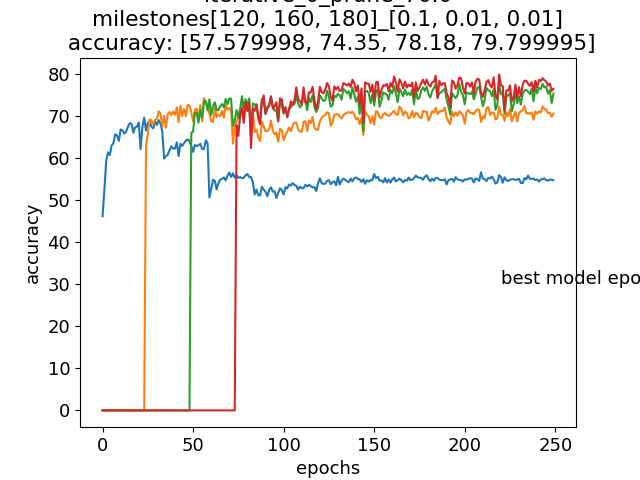 milestones[120, 160, 180]_[0.1, 0.01, 0.01]
accuracy: [57.579998, 74.35, 78.18, 79.799995]
80
70
60
50
40
30
20
10
0
accuracy
best model epo
0 50 100 150 200 250
epochs